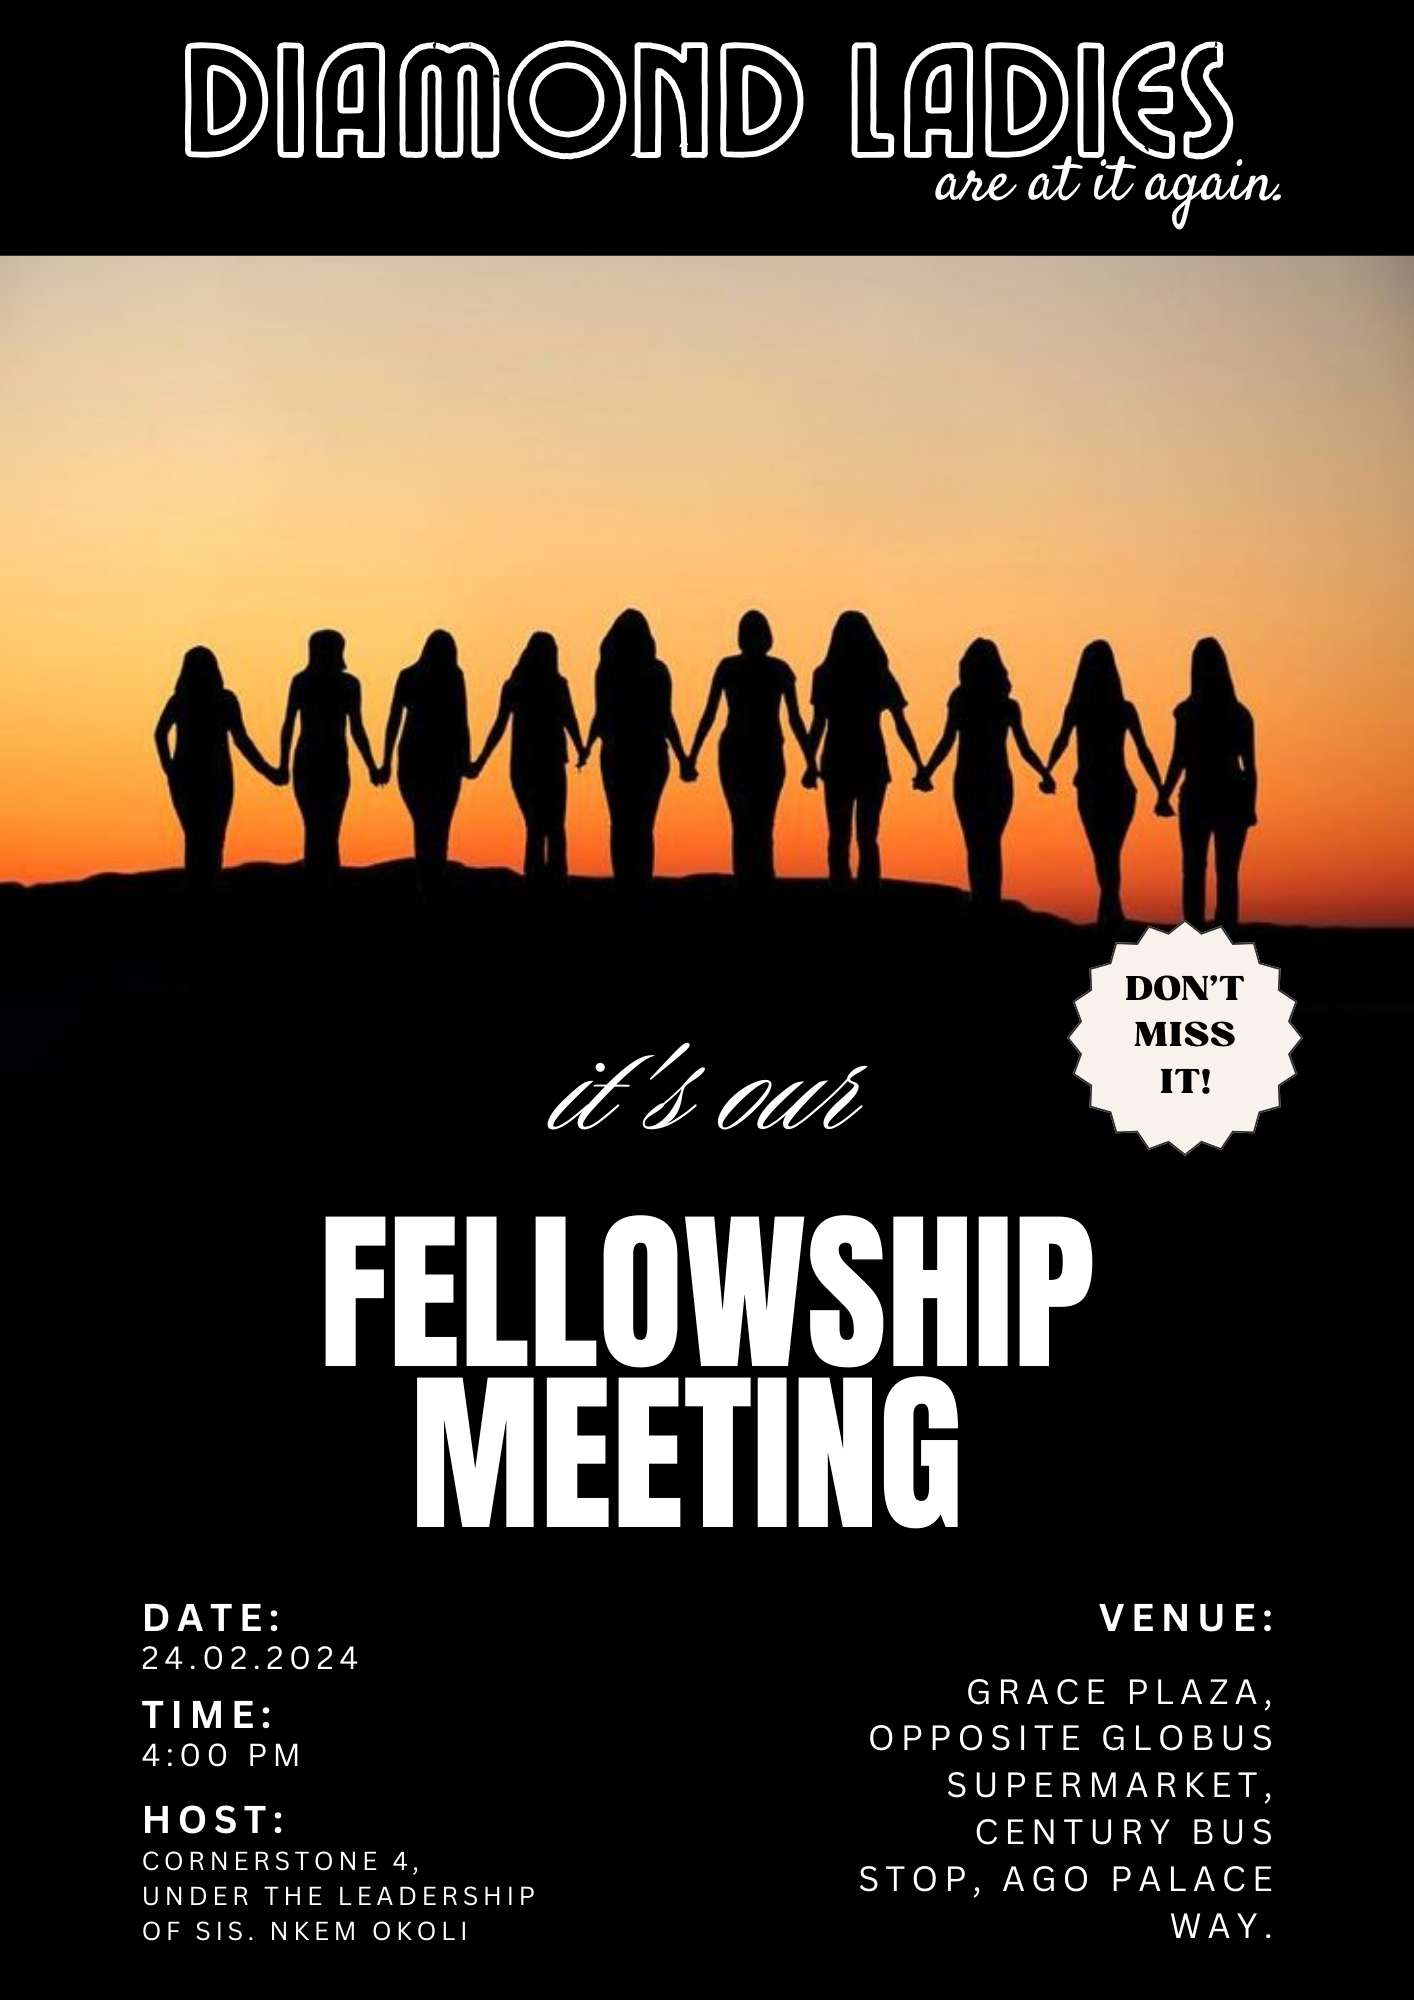 DIAMOND LADIES
are at it again.
DON'T
MISS
IT!
it's our
FELLOWSHIP
MEETING
DATE:
24.02.2024
TIME:
4:00 PM
HOST:
CORNERSTONE 4,
UNDER THE LEADERSHIP
OF SIS. NKEM OKOLI
VENUE:
GRACE PLAZA,
OPPOSITE GLOBUS
SUPERMARKET,
CENTURY BUS
STOP, AGO PALACE
WAY.